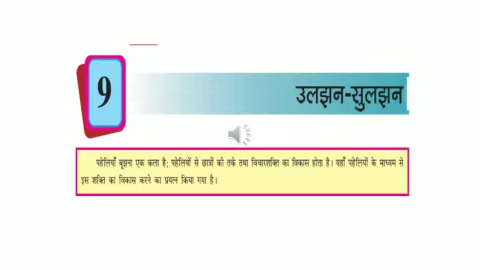 9
उलझन-सुलझन
पहेलियाँ बूझना एक कला है; पहेलियों से छात्रों की तर्क तथा विचारशक्ति का विकास होता है। यहाँ पहेलियों के माध्यम से
इस शक्ति का विकास करने का प्रयत्न किया गया है।